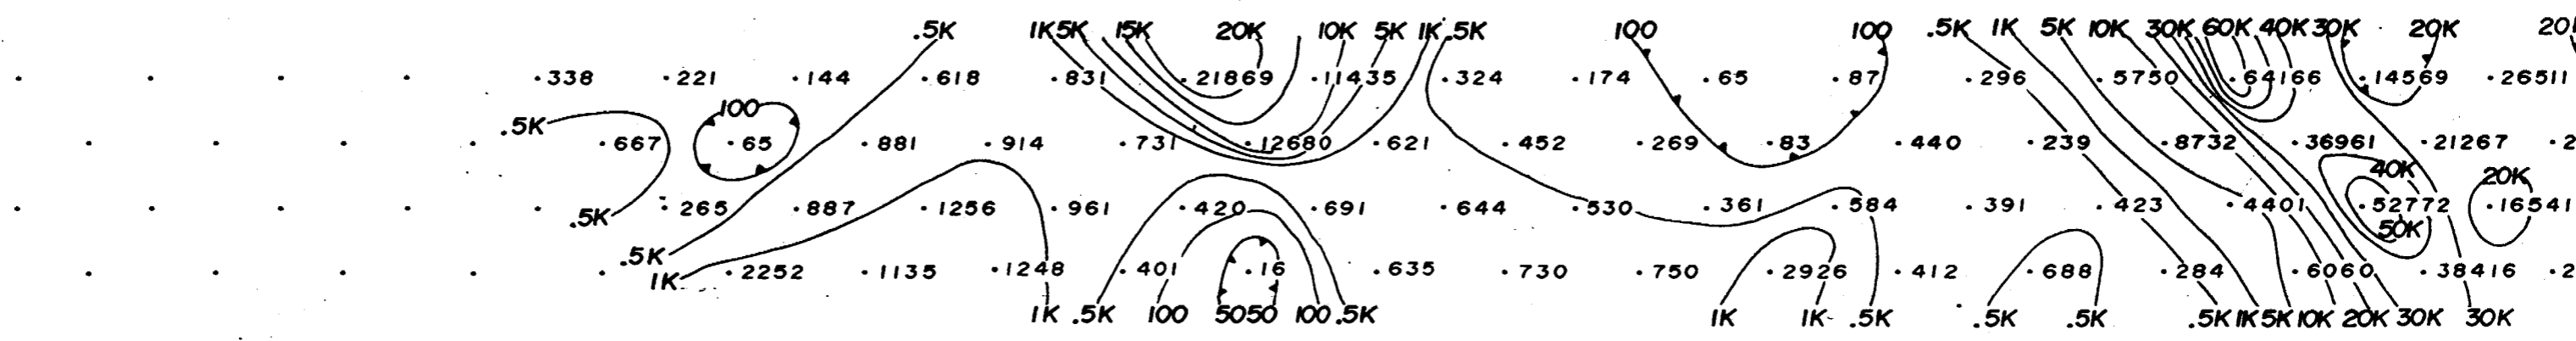 .5K 1K 5K 15K 20K 10K 5K 1K .5K 100 100 .5K 1K 5K 10K 30K 60K 40K 30K 20K
.338 .221 .144 .618 .831 .21869 .11435 .324 .174 .65 .87 .296 .5750 .64166 .14569 .26511
100
.5K .667 .65 .881 .914 .731 .12680 .621 .452 .269 .83 .440 .239 .8732 .36961 .21267
40K 20K
.5K .265 .887 .1256 .961 .420 .691 .644 .530 .361 .584 .391 .423 .4401 .52772 .16541
50K
.5K
1K .2252 .1135 .1248 .401 .16 .635 .730 .750 .2926 .412 .688 .284 .6060 .38416
1K .5K 100 50 50 100 .5K 1K 1K .5K .5K .5K .5K 1K 5K 10K 20K 30K 30K